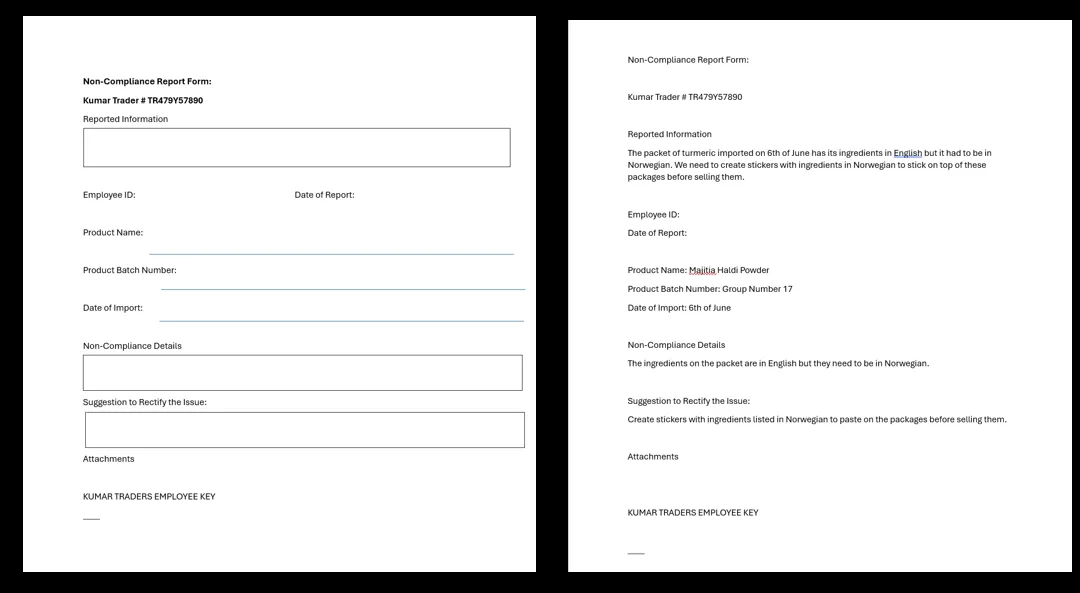 Non-Compliance Report Form:
Kumar Trader # TR479Y57890
Reported Information
Employee ID: Date of Report:
Product Name:
Product Batch Number:
Date of Import:
Non-Compliance Details
Suggestion to Rectify the Issue:
Attachments
KUMAR TRADERS EMPLOYEE KEY
Non-Compliance Report Form:
Kumar Trader # TR479Y57890
Reported Information
The packet of turmeric imported on 6th of June has its ingredients in English but it had to be in
Norwegian. We need to create stickers with ingredients in Norwegian to stick on top of these
packages before selling them.
Employee ID:
Date of Report:
Product Name: Majitia Haldi Powder
Product Batch Number: Group Number 17
Date of Import: 6th of June
Non-Compliance Details
The ingredients on the packet are in English but they need to be in Norwegian.
Suggestion to Rectify the Issue:
Create stickers with ingredients listed in Norwegian to paste on the packages before selling them.
Attachments
KUMAR TRADERS EMPLOYEE KEY